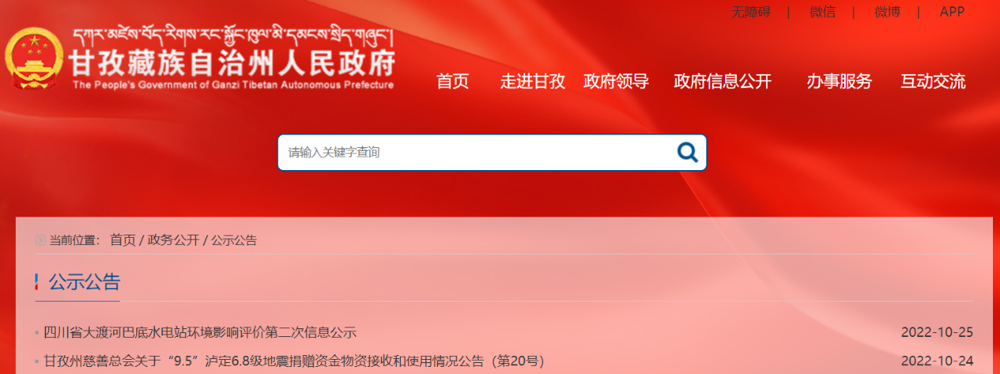 无障碍 | 微信 | 微博 | APP
དཀར་མཛེས་བོད་རིགས་རང་སྐྱོང་ཁུལ་མི་དམངས་སྲིད་གཞུང་།
甘孜藏族自治州人民政府
The People's Government of Ganzi Tibetan Autonomous Prefecture
首页 走进甘孜 政府领导 政府信息公开 办事服务 互动交流
请输入关键字查询
当前位置： 首页 / 政务公开 / 公示公告
公示公告
四川省大渡河巴底水电站环境影响评价第二次信息公示 2022-10-25
甘孜州慈善总会关于“9.5”泸定6.8级地震捐赠资金物资接收和使用情况公告（第20号） 2022-10-24